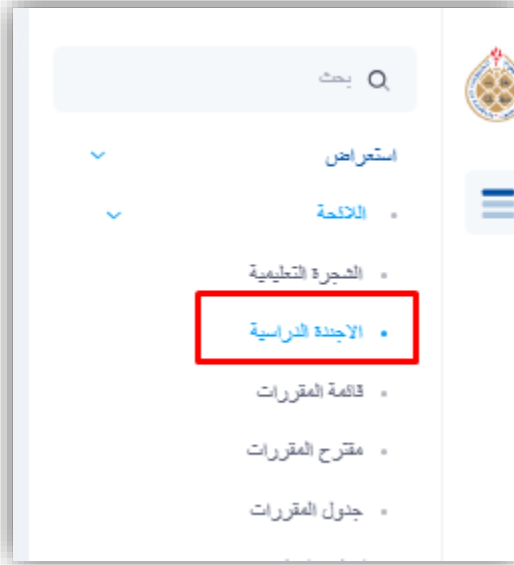 بحث
استعراض
اللائحة
الشجرة التعليمية
الاجندة الدراسية
قائمة المقررات
مقترح المقررات
جدول المقررات